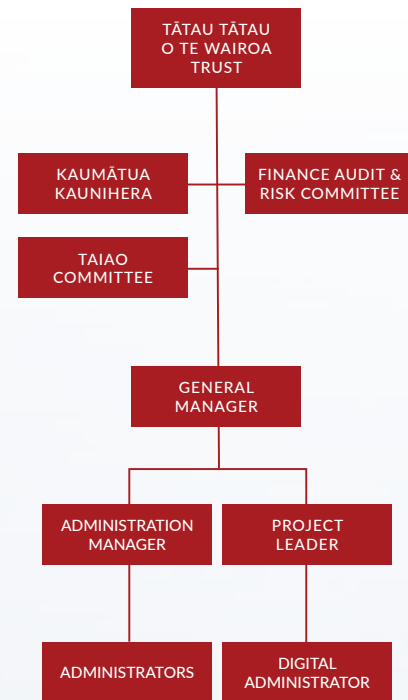 TĀTAU TĀTAU
O TE WAIROA
TRUST
KAUMĀTUA
KAUNIHERA
FINANCE AUDIT &
RISK COMMITTEE
TAIAO
COMMITTEE
GENERAL
MANAGER
ADMINISTRATION
MANAGER
PROJECT
LEADER
ADMINISTRATORS
DIGITAL
ADMINISTRATOR